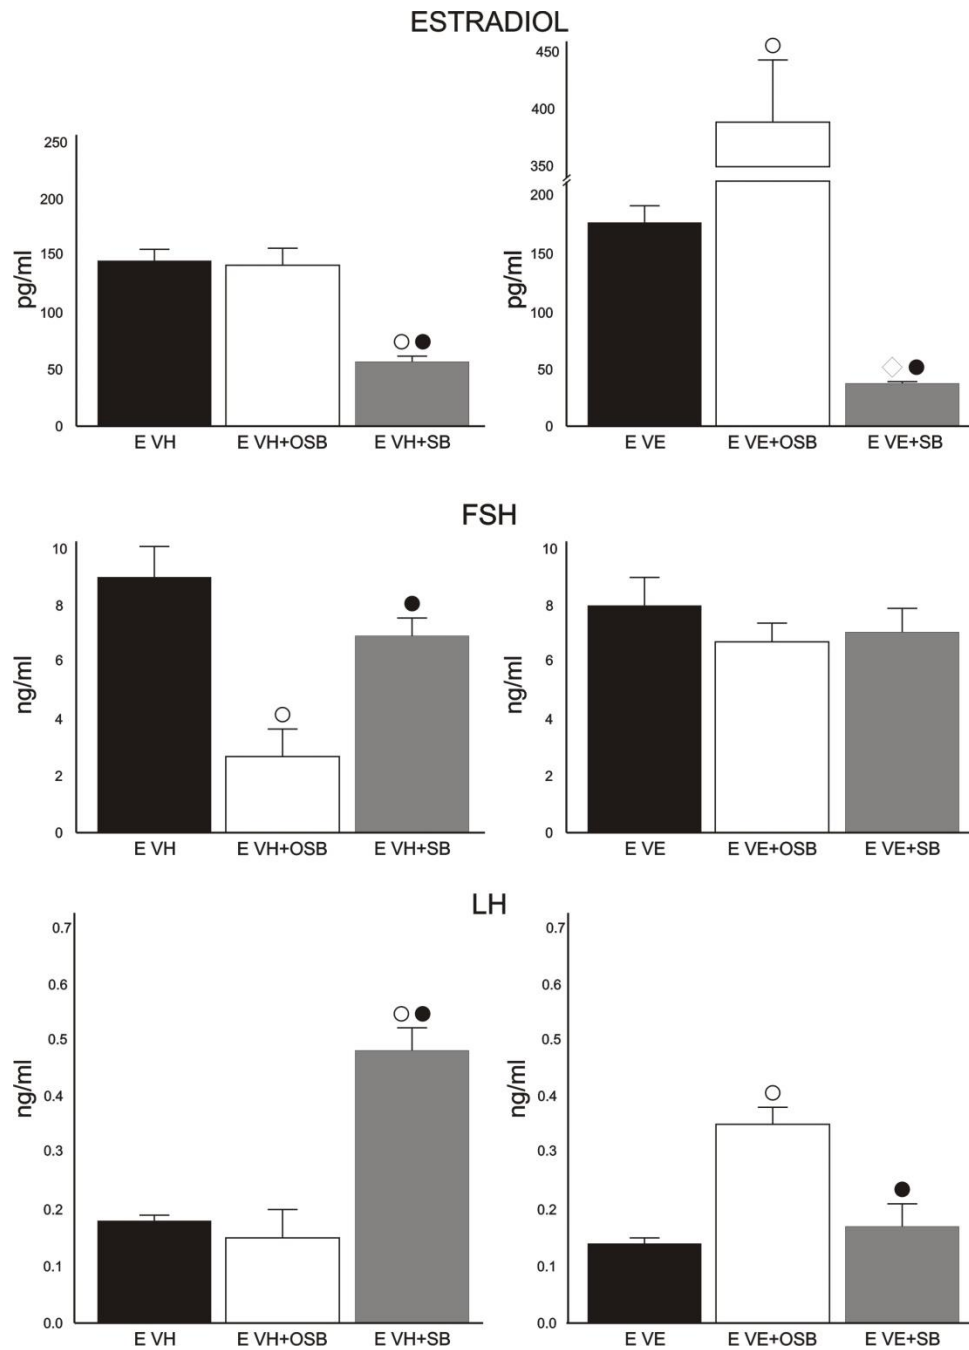 ESTRADIOL
250
200
150
100
50
0
pg/ml
E VH
E VH+OSB
E VH+SB
450
400
350
200
150
100
50
0
pg/ml
E VE
E VE+OSB
E VE+SB
FSH
10
8
6
4
2
0
ng/ml
E VH
E VH+OSB
E VH+SB
10
8
6
4
2
0
ng/ml
E VE
E VE+OSB
E VE+SB
LH
0.7
0.6
0.5
0.4
0.3
0.2
0.1
0.0
ng/ml
E VH
E VH+OSB
E VH+SB
0.7
0.6
0.5
0.4
0.3
0.2
0.1
0.0
ng/ml
E VE
E VE+OSB
E VE+SB